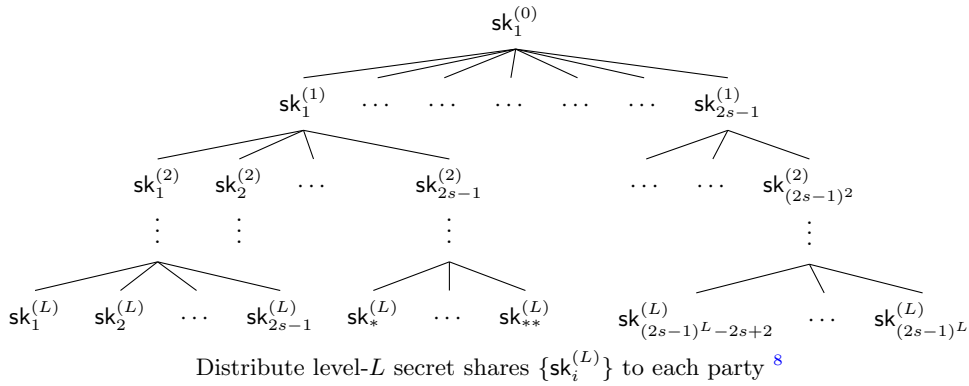 sk_1^{(0)}
sk_1^{(1)} ··· ··· ··· ··· ··· sk_{2s−1}^{(1)}
sk_1^{(2)} sk_2^{(2)} ··· sk_{2s−1}^{(2)} ··· ··· sk_{(2s−1)^2}^{(2)}
⋮ ⋮ ⋮ ⋮
sk_1^{(L)} sk_2^{(L)} ··· sk_{2s−1}^{(L)} sk_*^{(L)} ··· sk_{**}^{(L)} sk_{(2s−1)^L−2s+2}^{(L)} ··· sk_{(2s−1)^L}^{(L)}
Distribute level-L secret shares {sk_i^{(L)}} to each party ^8